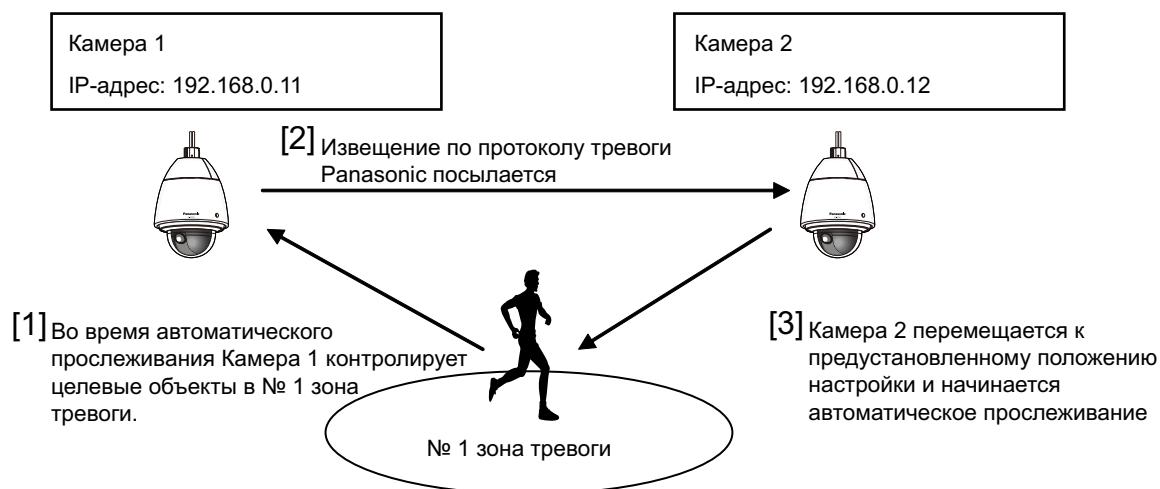 Камера 1
IP-адрес: 192.168.0.11
Камера 2
IP-адрес: 192.168.0.12
[2] Извещение по протоколу тревоги
Panasonic посылается
Panasonic
Panasonic
[1] Во время автоматического
прослеживания Камера 1 контролирует
целевые объекты в № 1 зона
тревоги.
[3] Камера 2 перемещается к
предустановленному положению
настройки и начинается
автоматическое прослеживание
№ 1 зона тревоги